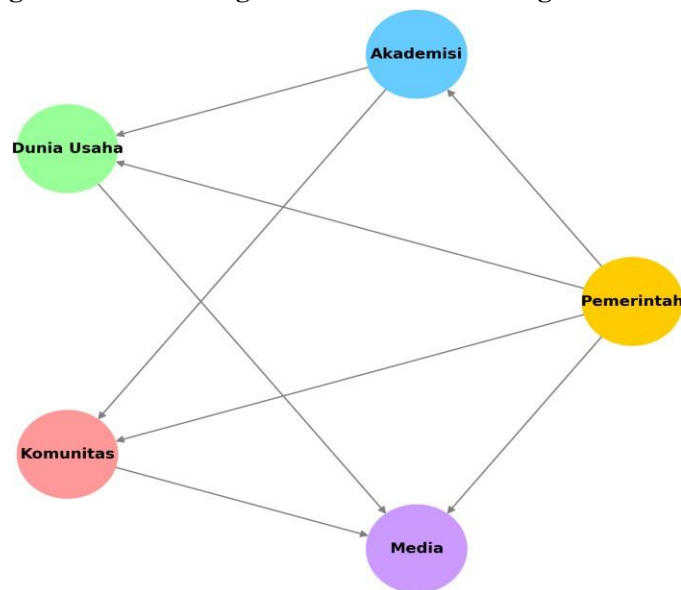 Akademisi
Dunia Usaha
Pemerintah
Komunitas
Media